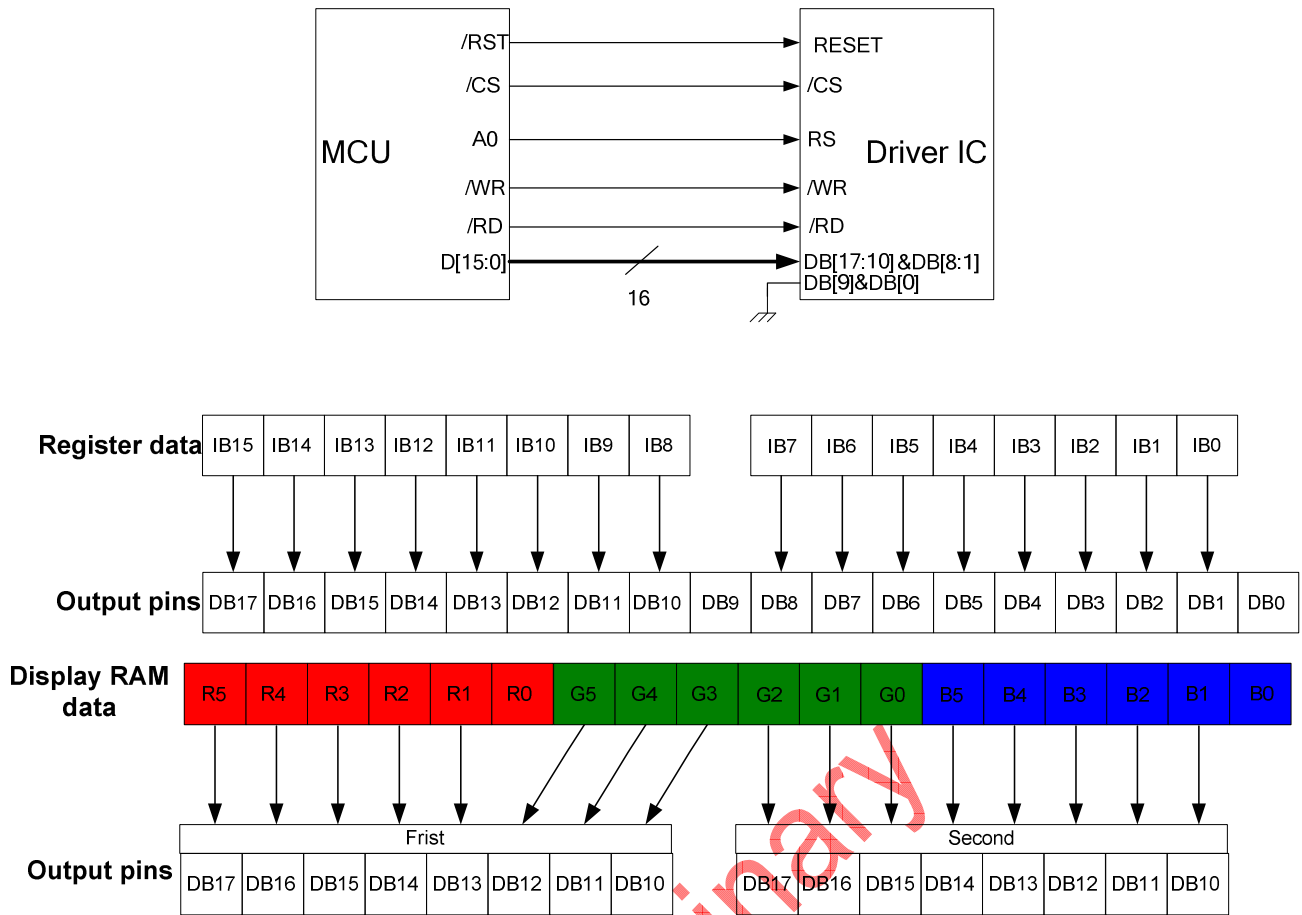 /RST
RESET
/CS
/CS
A0
RS
MCU
Driver IC
/WR
/WR
/RD
/RD
D[15:0]
DB[17:10]&DB[8:1]
DB[9]&DB[0]
16
Register data IB15 IB14 IB13 IB12 IB11 IB10 IB9 IB8 IB7 IB6 IB5 IB4 IB3 IB2 IB1 IB0
Output pins DB17 DB16 DB15 DB14 DB13 DB12 DB11 DB10 DB9 DB8 DB7 DB6 DB5 DB4 DB3 DB2 DB1 DB0
Display RAM
data
R5 R4 R3 R2 R1 R0 G5 G4 G3 G2 G1 G0 B5 B4 B3 B2 B1 B0
Frist Second
Output pins DB17 DB16 DB15 DB14 DB13 DB12 DB11 DB10 DB17 DB16 DB15 DB14 DB13 DB12 DB11 DB10
inary